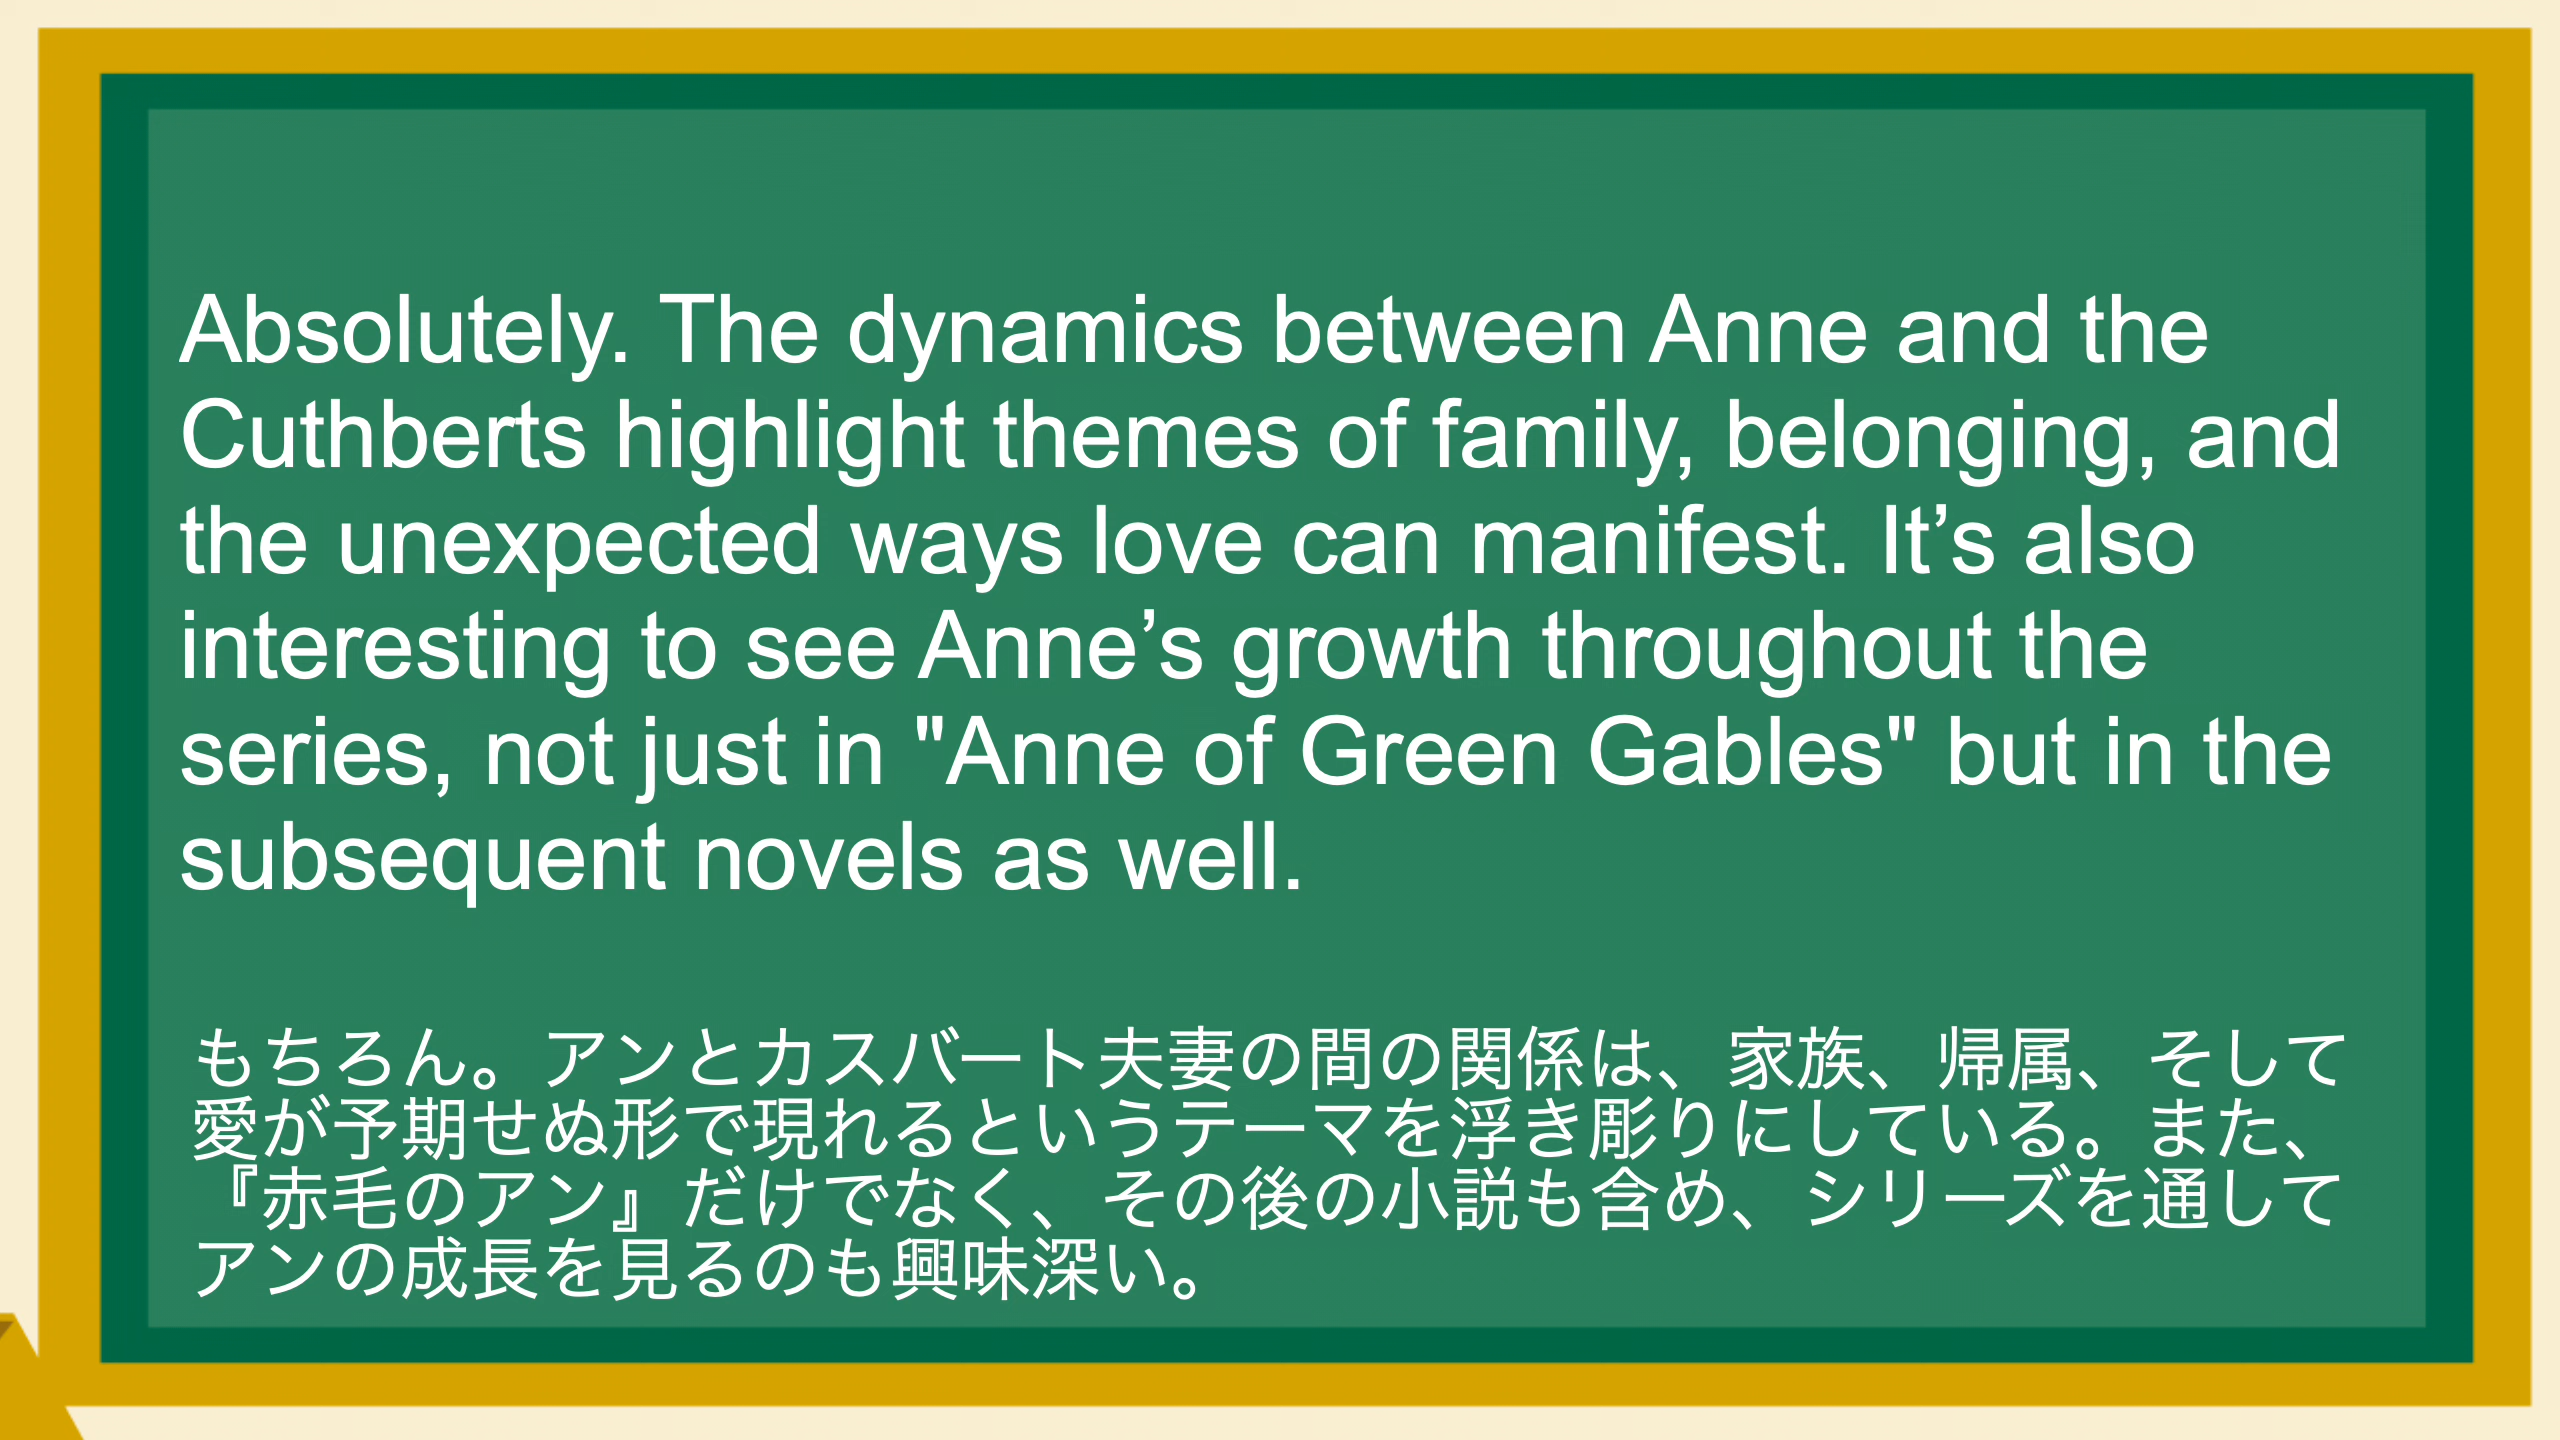 Absolutely. The dynamics between Anne and the
Cuthberts highlight themes of family, belonging, and
the unexpected ways love can manifest. It’s also
interesting to see Anne’s growth throughout the
series, not just in "Anne of Green Gables" but in the
subsequent novels as well.
もちろん。アンとカスバート夫妻の間の関係は、家族、帰属、そして
愛が予期せぬ形で現れるというテーマを浮き彫りにしている。また、
『赤毛のアン』だけでなく、その後の小説も含め、シリーズを通して
アンの成長を見るのも興味深い。